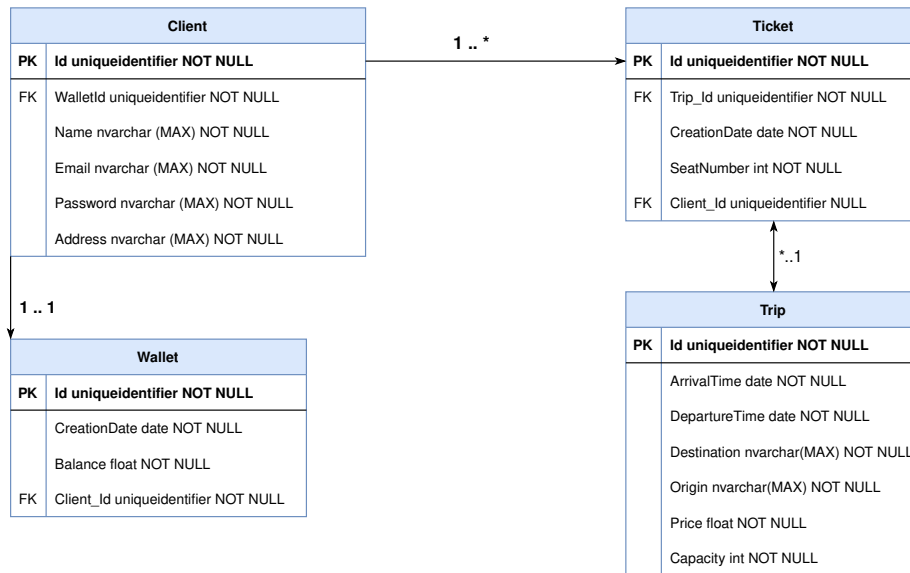 Client
PK Id uniqueidentifier NOT NULL
FK WalletId uniqueidentifier NOT NULL
Name nvarchar (MAX) NOT NULL
Email nvarchar (MAX) NOT NULL
Password nvarchar (MAX) NOT NULL
Address nvarchar (MAX) NOT NULL
1 .. *
Ticket
PK Id uniqueidentifier NOT NULL
FK Trip_Id uniqueidentifier NOT NULL
CreationDate date NOT NULL
SeatNumber int NOT NULL
FK Client_Id uniqueidentifier NULL
*..1
1 .. 1
Wallet
PK Id uniqueidentifier NOT NULL
CreationDate date NOT NULL
Balance float NOT NULL
FK Client_Id uniqueidentifier NOT NULL
Trip
PK Id uniqueidentifier NOT NULL
ArrivalTime date NOT NULL
DepartureTime date NOT NULL
Destination nvarchar(MAX) NOT NULL
Origin nvarchar(MAX) NOT NULL
Price float NOT NULL
Capacity int NOT NULL